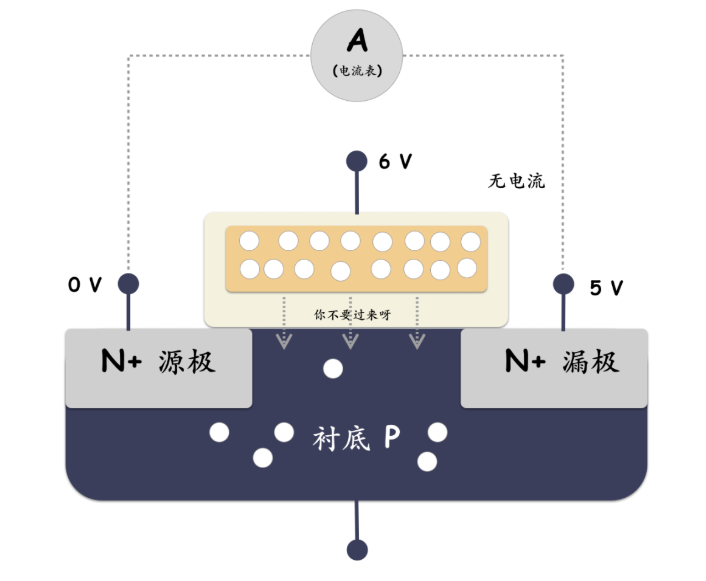 A
(电流表)
6 V
无电流
0 V
5 V
你不要过来呀
N+ 源极
N+ 漏极
衬底 P